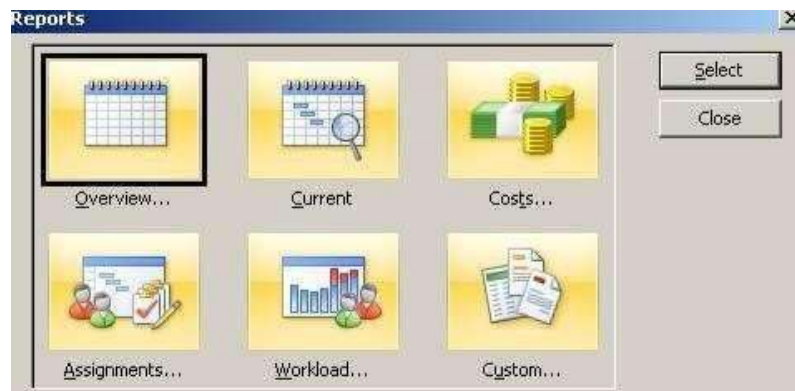 Reports
Select
Close
Overview...
Current
Costs...
Assignments...
Workload...
Custom...